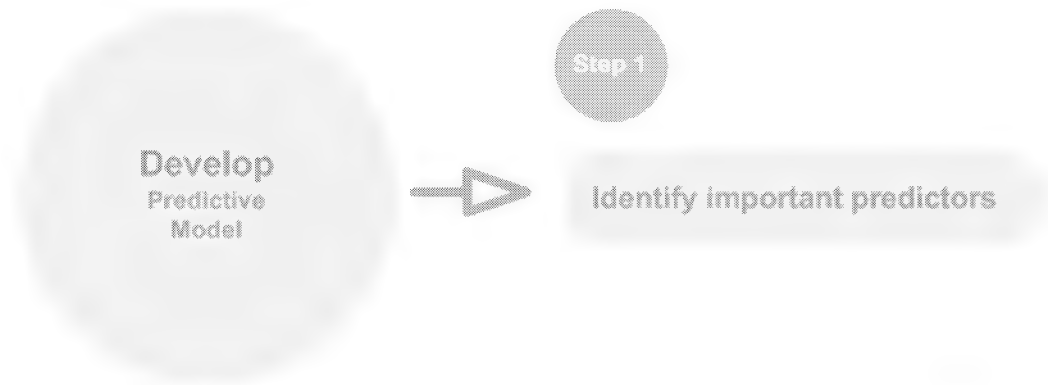 Develop
Predictive
Model
Step 1
Identify important predictors